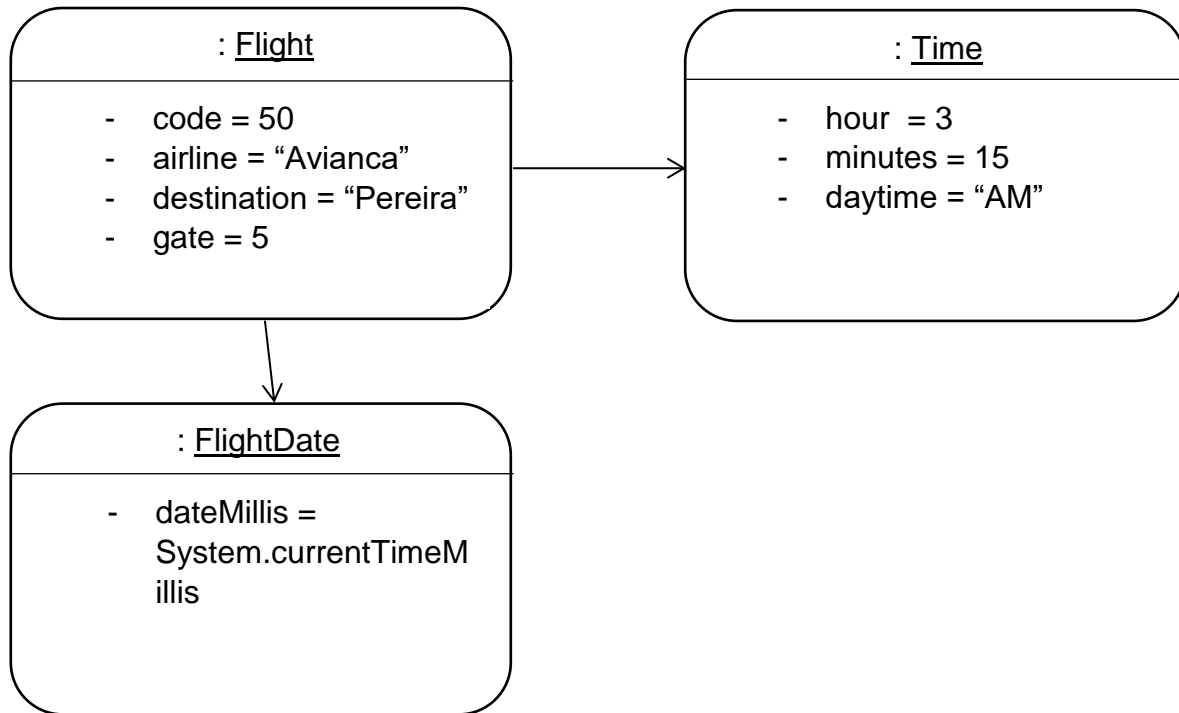 : Flight
- code = 50
- airline = “Avianca”
- destination = “Pereira”
- gate = 5
: Time
- hour  = 3
- minutes = 15
- daytime = “AM”
: FlightDate
- dateMillis =
System.currentTimeM
illis